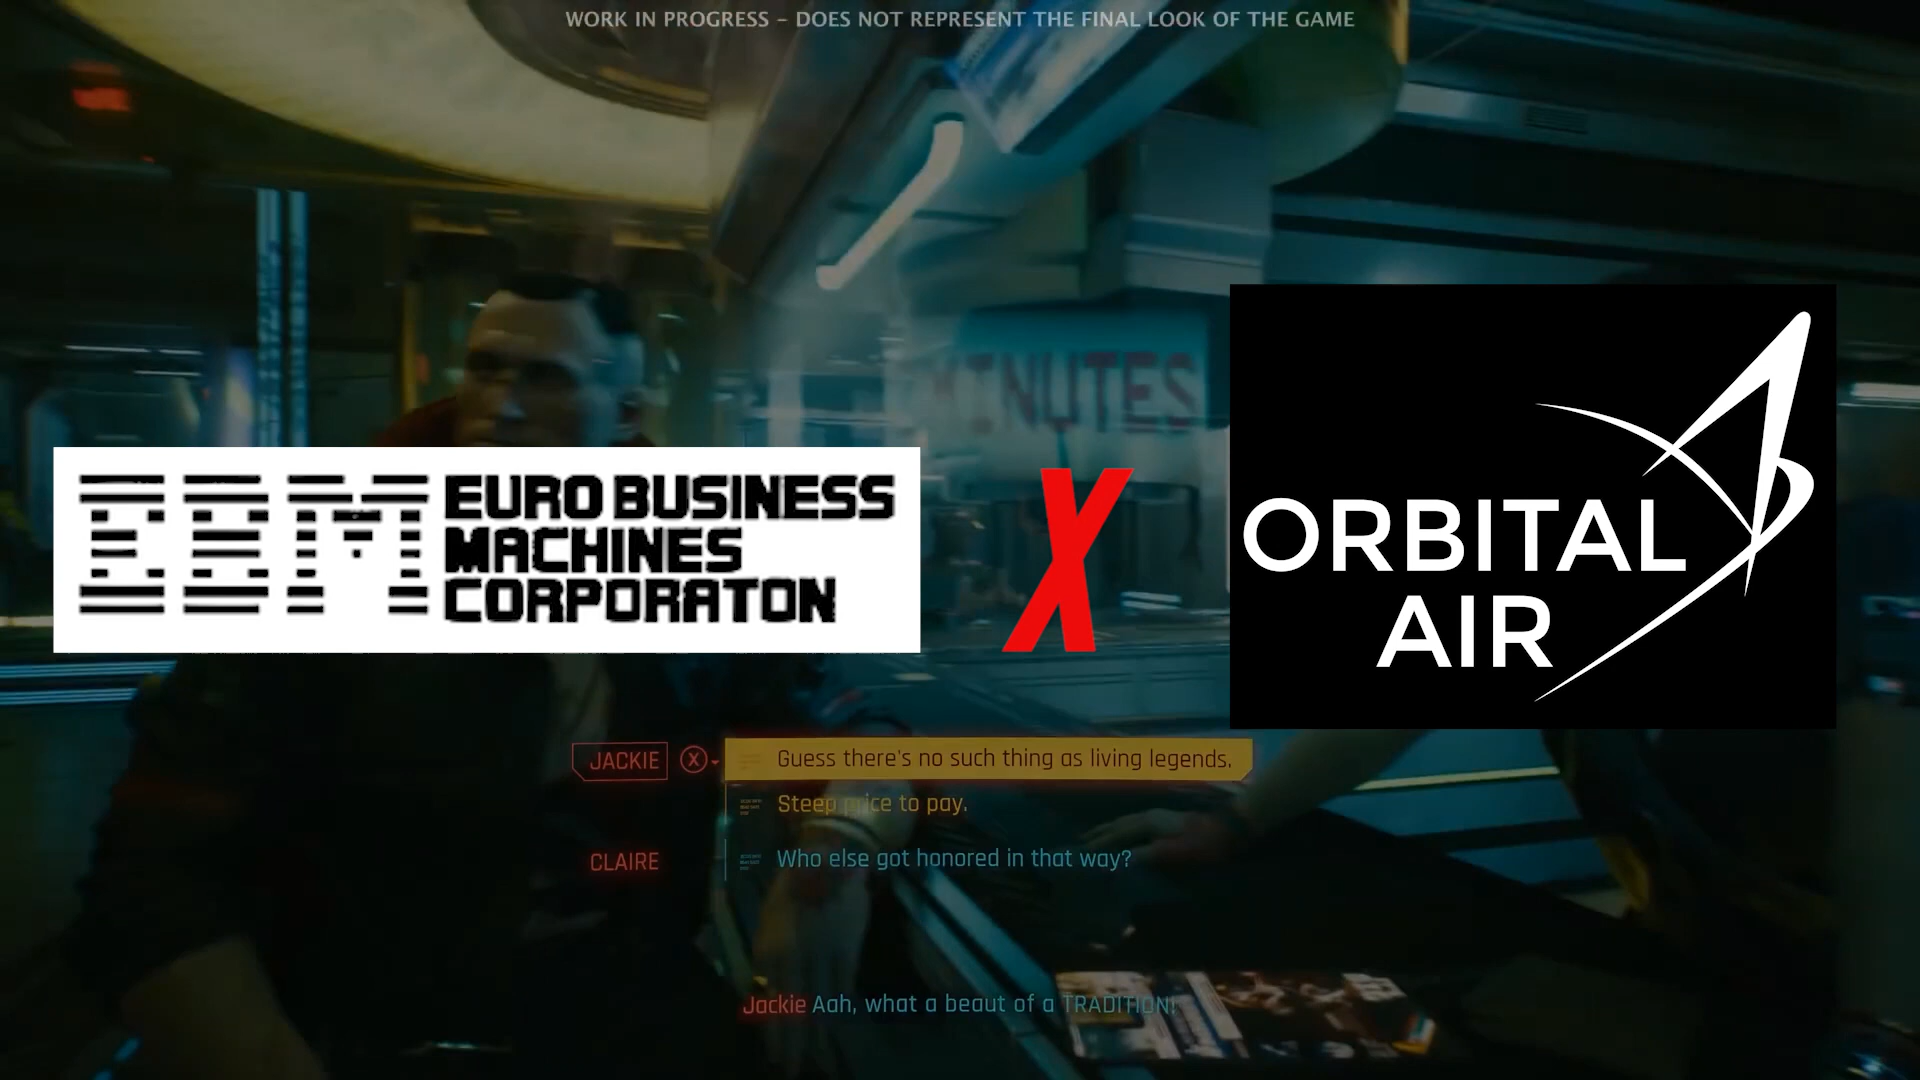 WORK IN PROGRESS – DOES NOT REPRESENT THE FINAL LOOK OF THE GAME
MINUTES
EBM
EURO BUSINESS
MACHINES
CORPORATON
X
ORBITAL
AIR
JACKIE
X
Guess there's no such thing as living legends.
Steep price to pay.
CLAIRE
Who else got honored in that way?
Jackie Aah, what a beaut of a TRADITION!